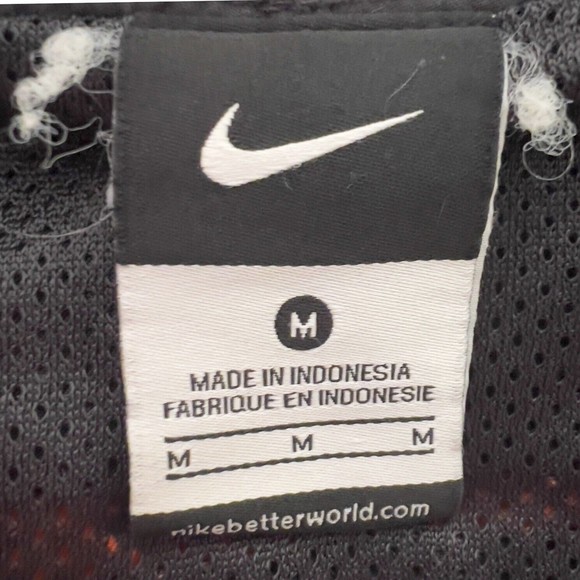 M
MADE IN INDONESIA
FABRIQUE EN INDONESIE
M M M
nikebetterworld.com